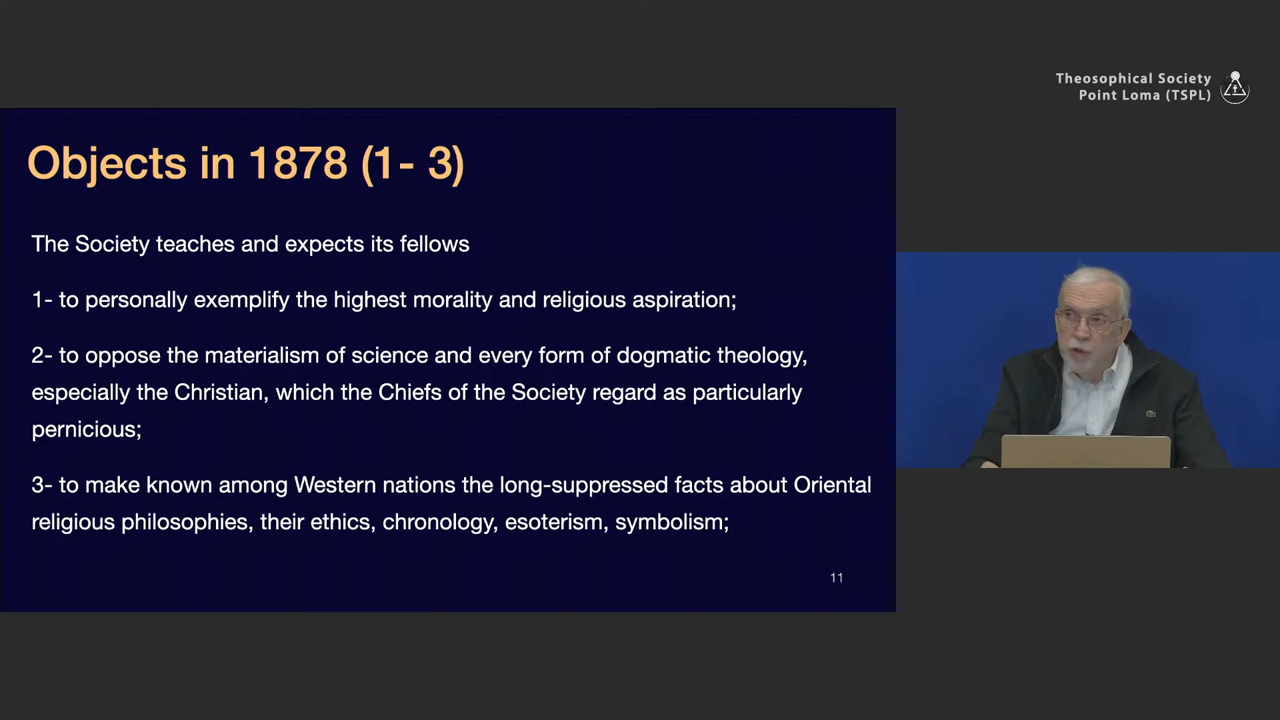 Theosophical Society
Point Loma (TSPL)
Objects in 1878 (1- 3)
The Society teaches and expects its fellows
1- to personally exemplify the highest morality and religious aspiration;
2- to oppose the materialism of science and every form of dogmatic theology,
especially the Christian, which the Chiefs of the Society regard as particularly
pernicious;
3- to make known among Western nations the long-suppressed facts about Oriental
religious philosophies, their ethics, chronology, esoterism, symbolism;
11